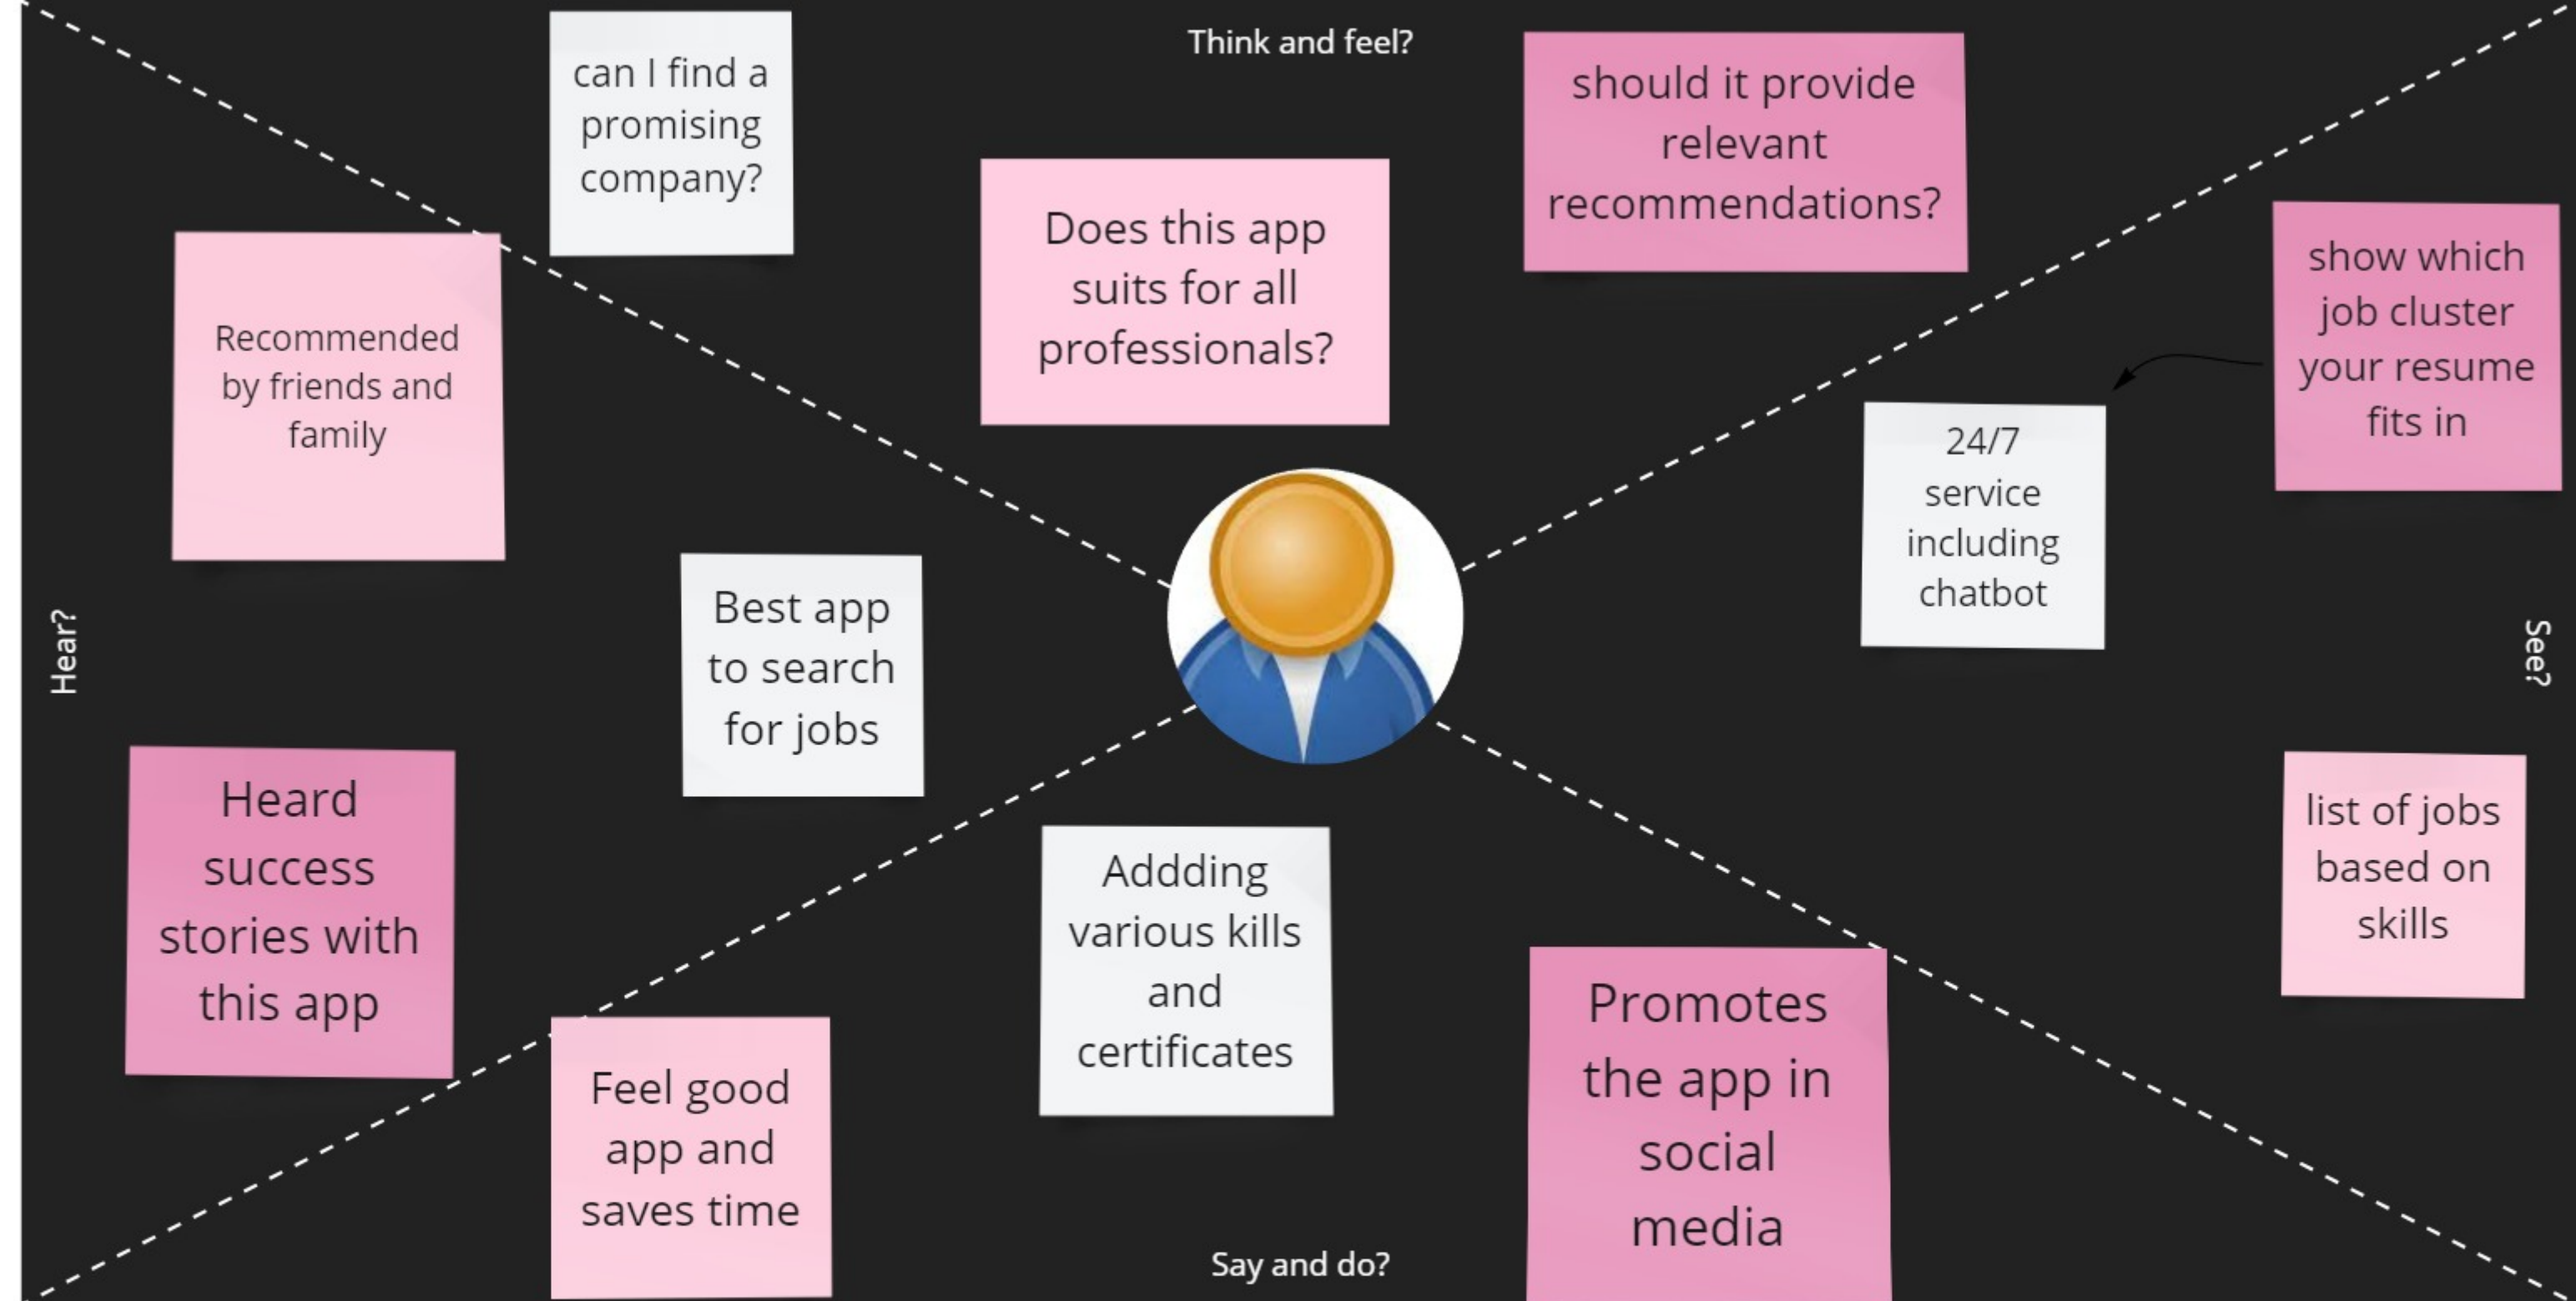 Think and feel?
can I find a
promising
company?
Does this app
suits for all
professionals?
should it provide
relevant
recommendations?
Hear?
Recommended
by friends and
family
Best app
to search
for jobs
Heard
success
stories with
this app
See?
show which
job cluster
your resume
fits in
24/7
service
including
chatbot
list of jobs
based on
skills
Say and do?
Feel good
app and
saves time
Addding
various kills
and
certificates
Promotes
the app in
social
media